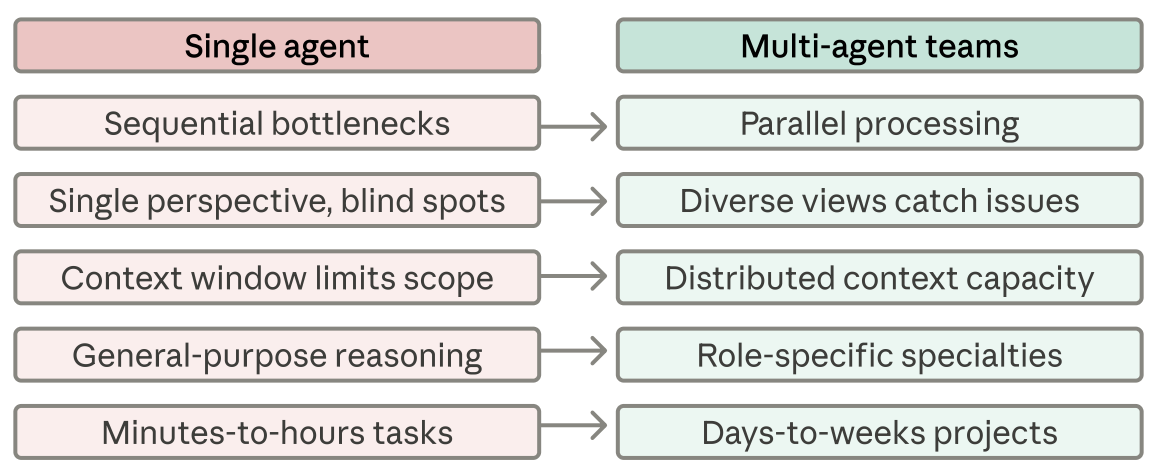 Single agent
Multi-agent teams
Sequential bottlenecks
Parallel processing
Single perspective, blind spots
Diverse views catch issues
Context window limits scope
Distributed context capacity
General-purpose reasoning
Role-specific specialties
Minutes-to-hours tasks
Days-to-weeks projects